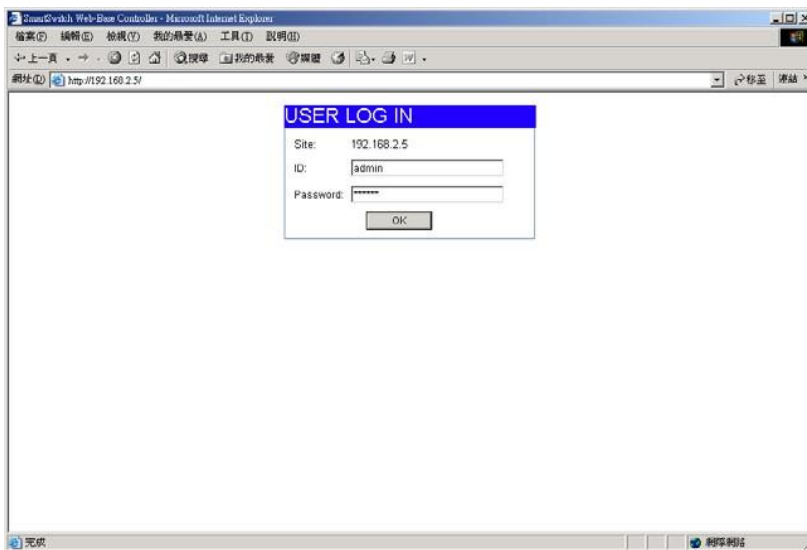 SmartSwitch Web-Base Controller - Microsoft Internet Explorer
檔案(F) 編輯(E) 檢視(V) 我的最愛(A) 工具(T) 說明(H)
上一頁 搜尋 我的最愛 媒體
網址(D) http://192.168.2.5/ 移至 連結
USER LOG IN
Site: 192.168.2.5
ID: admin
Password: ******
OK
完成 網際網路